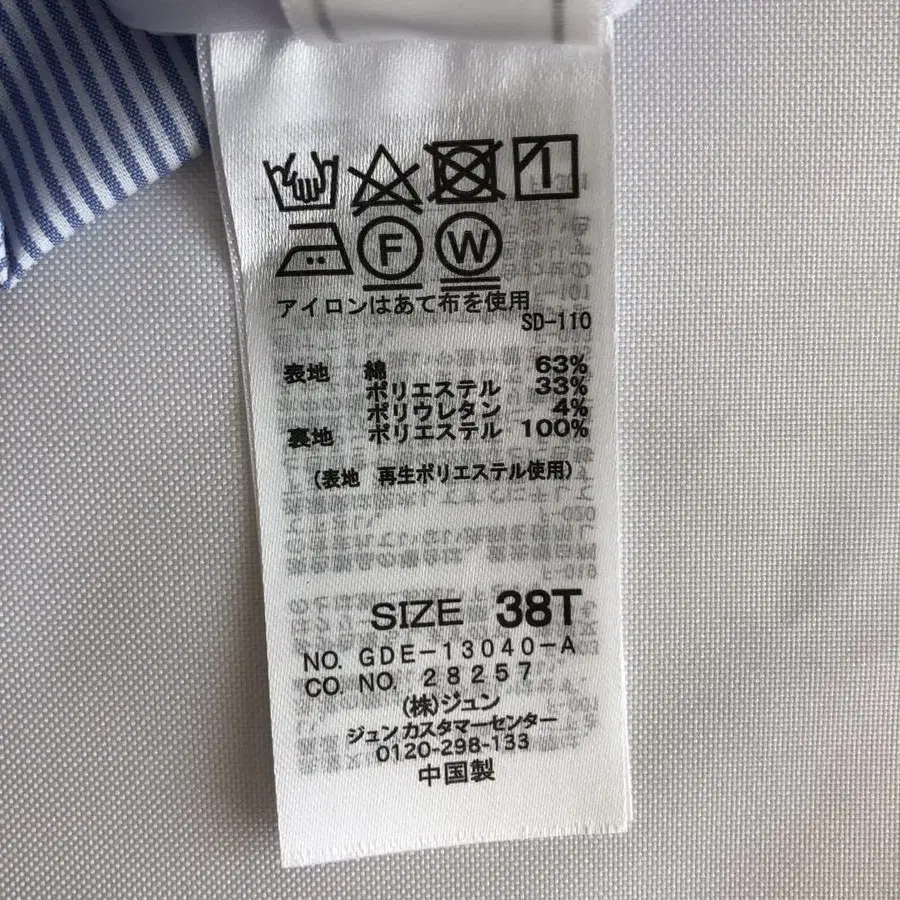 F W
アイロンはあて布を使用
SD-110
表地 綿 63%
ポリエステル 33%
ポリウレタン 4%
裏地 ポリエステル 100%
(表地 再生ポリエステル使用)
SIZE 38T
NO. GDE-13040-A
CO. NO. 28257
(株)ジュン
ジュンカスタマーセンター
0120-298-133
中国製